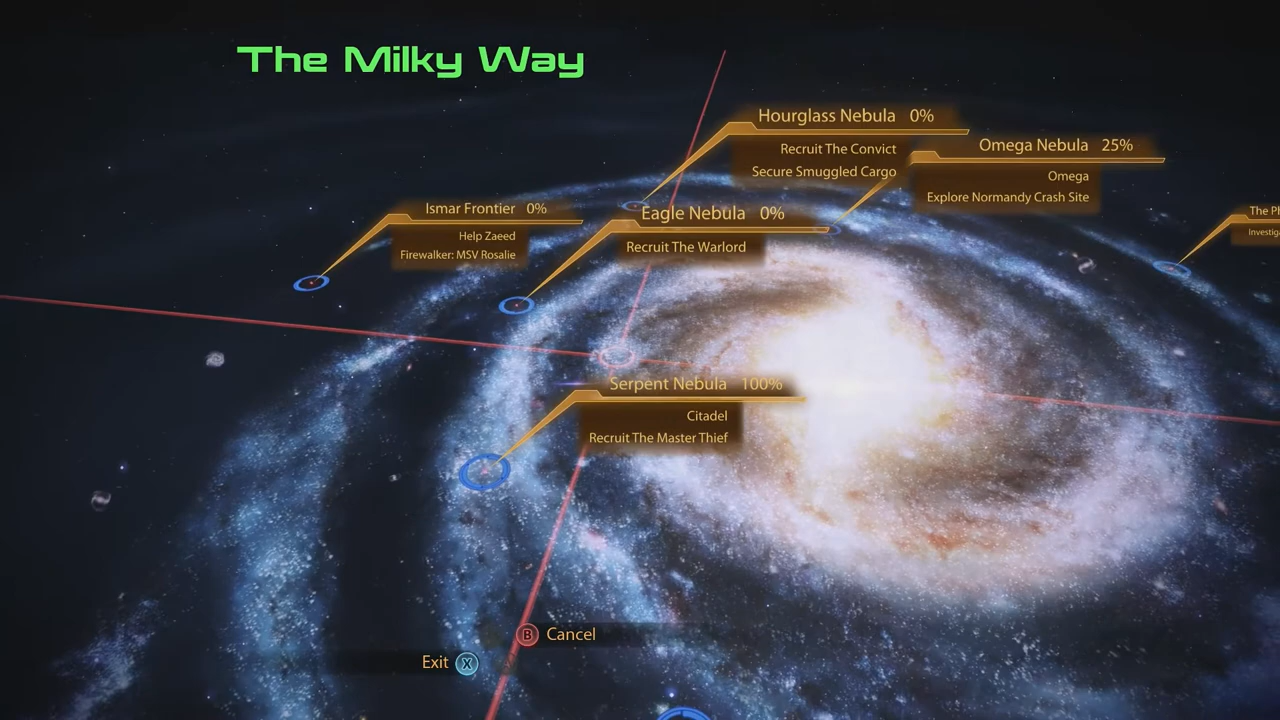 The Milky Way
Hourglass Nebula 0%
Recruit The Convict
Secure Smuggled Cargo
Omega Nebula 25%
Omega
Explore Normandy Crash Site
Ismar Frontier 0%
Help Zaeed
Firewalker: MSV Rosalie
Eagle Nebula 0%
Recruit The Warlord
The
Serpent Nebula 100%
Citadel
Recruit The Master Thief
B Cancel
Exit X